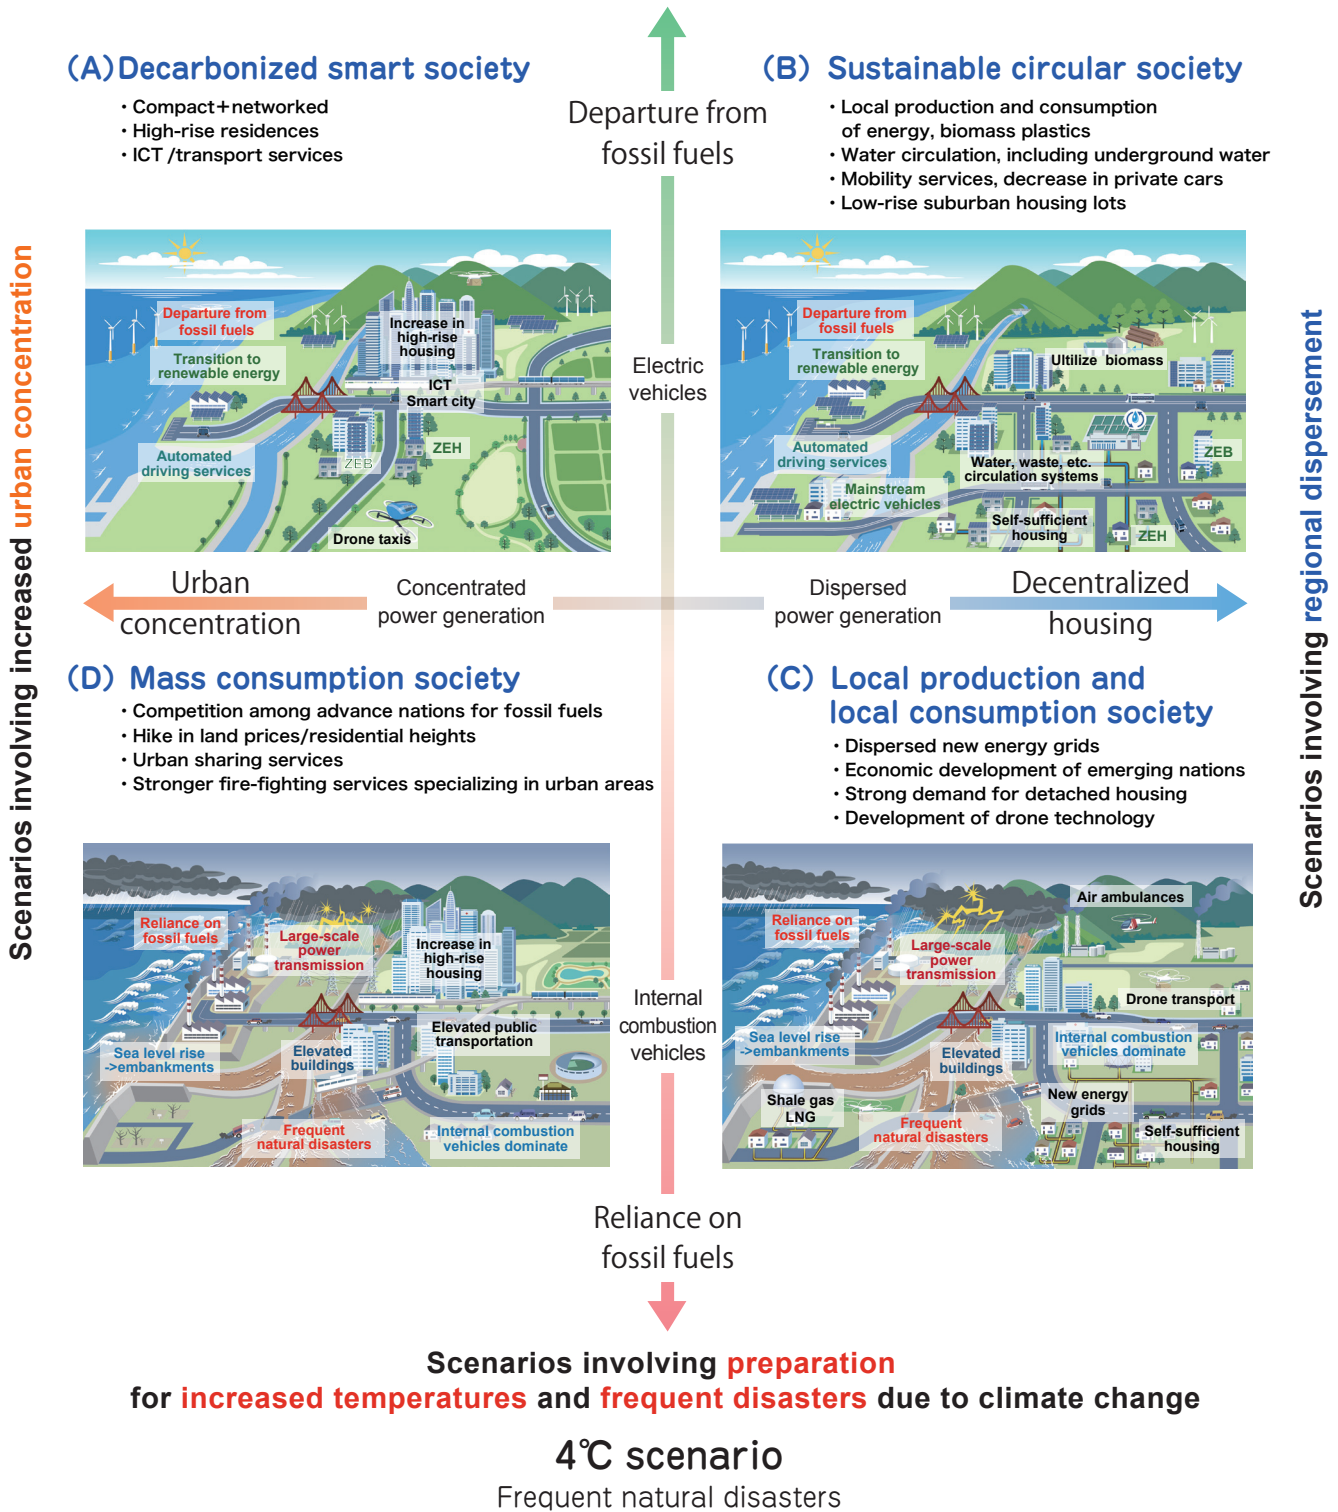 (A) Decarbonized smart society
・Compact+networked
・High-rise residences
・ICT /transport services
Departure from
fossil fuels
(B) Sustainable circular society
・Local production and consumption
of energy, biomass plastics
・Water circulation, including underground water
・Mobility services, decrease in private cars
・Low-rise suburban housing lots
Scenarios involving increased urban concentration
Departure from
fossil fuels
Transition to
renewable energy
Increase in
high-rise
housing
ICT
Smart city
Automated
driving services
ZEB
ZEH
Drone taxis
Electric
vehicles
Departure from
fossil fuels
Transition to
renewable energy
Ultilize biomass
Automated
driving services
Water, waste, etc.
circulation systems
ZEB
Mainstream
electric vehicles
Self-sufficient
housing
ZEH
Scenarios involving regional dispersement
Urban
concentration
Concentrated
power generation
Dispersed
power generation
Decentralized
housing
(D) Mass consumption society
・Competition among advance nations for fossil fuels
・Hike in land prices/residential heights
・Urban sharing services
・Stronger fire-fighting services specializing in urban areas
(C) Local production and
local consumption society
・Dispersed new energy grids
・Economic development of emerging nations
・Strong demand for detached housing
・Development of drone technology
Reliance on
fossil fuels
Large-scale
power
transmission
Increase in
high-rise
housing
Elevated public
transportation
Sea level rise
->embankments
Elevated
buildings
Frequent
natural disasters
Internal combustion
vehicles dominate
Internal
combustion
vehicles
Air ambulances
Reliance on
fossil fuels
Large-scale
power
transmission
Drone transport
Sea level rise
->embankments
Elevated
buildings
Internal combustion
vehicles dominate
Shale gas
LNG
New energy
grids
Frequent
natural disasters
Self-sufficient
housing
Reliance on
fossil fuels
Scenarios involving preparation
for increased temperatures and frequent disasters due to climate change
4℃ scenario
Frequent natural disasters